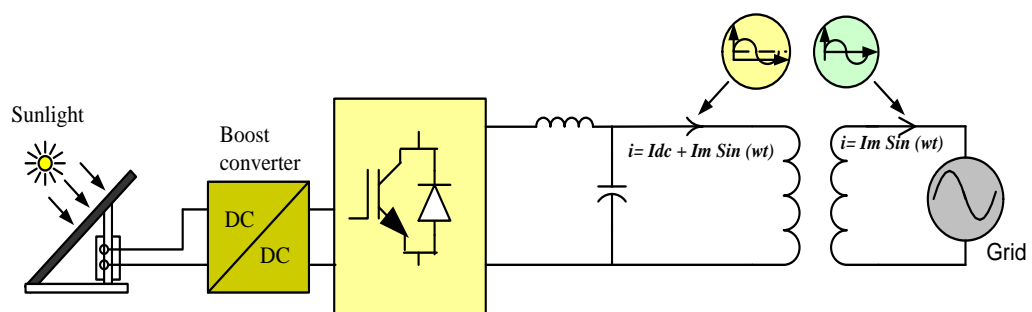 Sunlight
Boost
converter
DC
DC
i= Idc + Im Sin (wt)
i= Im Sin (wt)
Grid